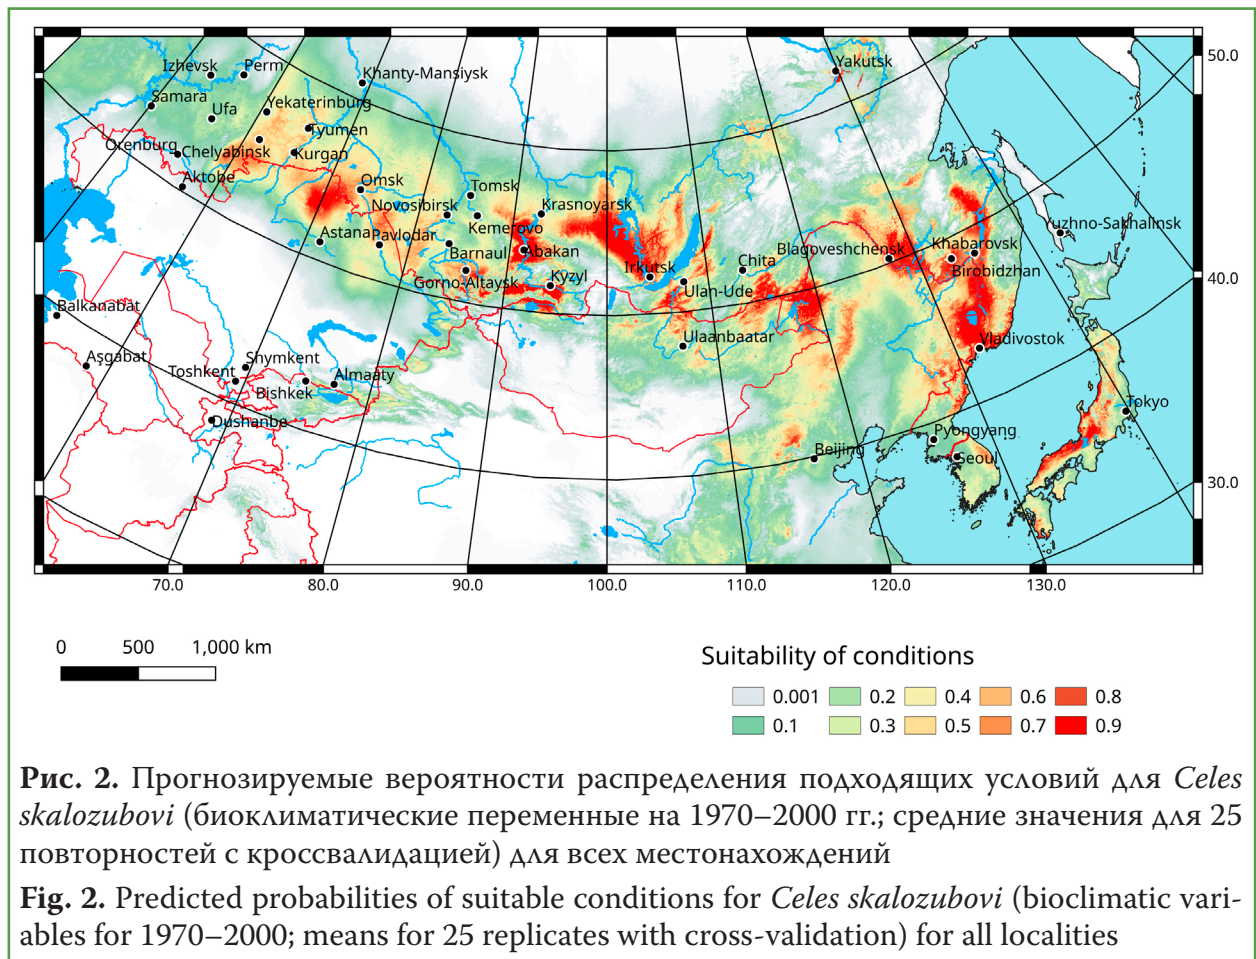 50.0
Yakutsk
Izhevsk
Perm
Khanty-Mansiysk
Samara
Ufa
Yekaterinburg
Tyumen
Orenburg
Chelyabinsk
Kurgan
Aktobe
Omsk
Tomsk
Novosibirsk
Krasnoyarsk
Kemerovo
Yuzhno-Sakhalinsk
Astana
Pavlodar
Barnaul
Abakan
Blagoveshchensk
Khabarovsk
Birobidzhan
Irkutsk
Chita
40.0
Gorno-Altaysk
Kyzyl
Ulan-Ude
Balkanabat
Ulaanbaatar
Vladivostok
Aşgabat
Shymkent
Toshkent
Almaaty
Bishkek
Tokyo
Dushanbe
Pyongyang
Beijing
Seoul
30.0
70.0 80.0 90.0 100.0 110.0 120.0 130.0
0 500 1,000 km
Suitability of conditions
0.001 0.2 0.4 0.6 0.8
0.1 0.3 0.5 0.7 0.9
Рис. 2. Прогнозируемые вероятности распределения подходящих условий для Celes
skalozubovi (биоклиматические переменные на 1970–2000 гг.; средние значения для 25
повторностей с кроссвалидацией) для всех местонахождений
Fig. 2. Predicted probabilities of suitable conditions for Celes skalozubovi (bioclimatic vari-
ables for 1970–2000; means for 25 replicates with cross-validation) for all localities